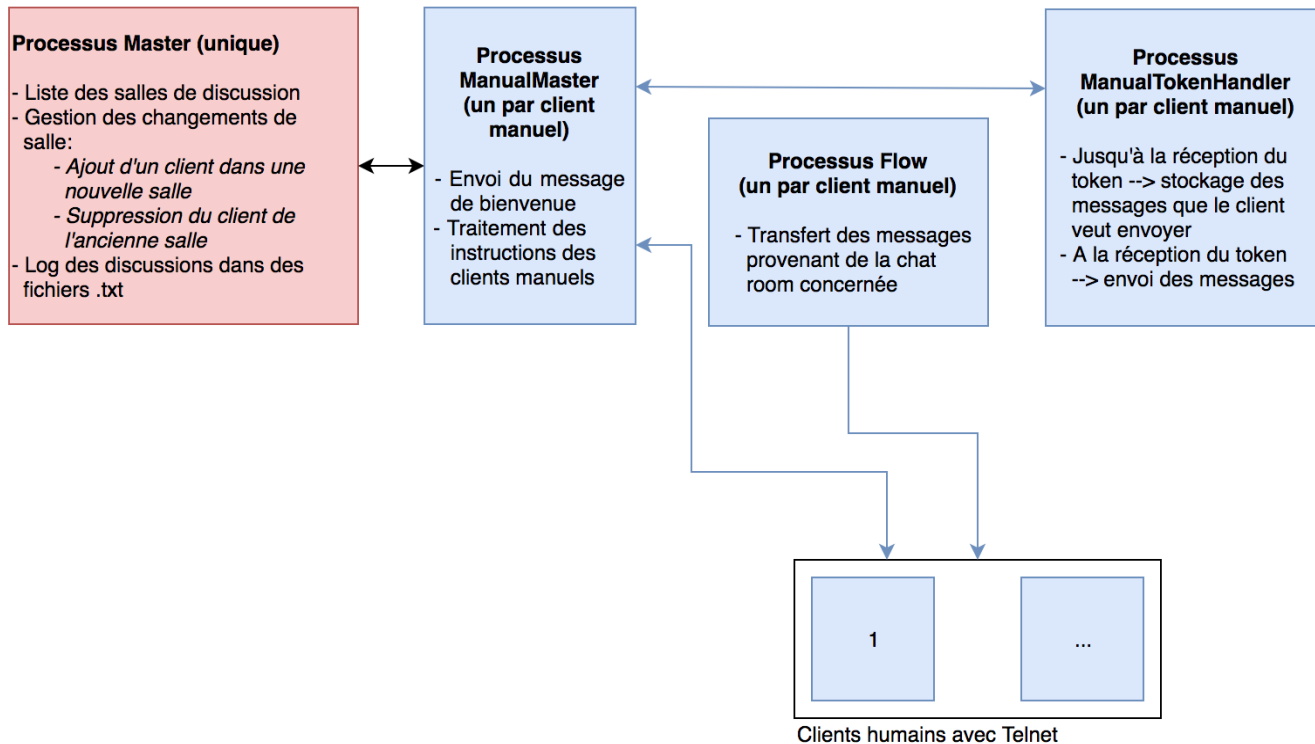 Processus Master (unique)
- Liste des salles de discussion
- Gestion des changements de
salle:
- Ajout d'un client dans une
nouvelle salle
- Suppression du client de
l'ancienne salle
- Log des discussions dans des
fichiers .txt
Processus
ManualMaster
(un par client
manuel)
- Envoi du message
de bienvenue
- Traitement des
instructions des
clients manuels
Processus Flow
(un par client manuel)
- Transfert des messages
provenant de la chat
room concernée
Processus
ManualTokenHandler
(un par client manuel)
- Jusqu'à la réception du
token --> stockage des
messages que le client
veut envoyer
- A la réception du token
--> envoi des messages
1
...
Clients humains avec Telnet